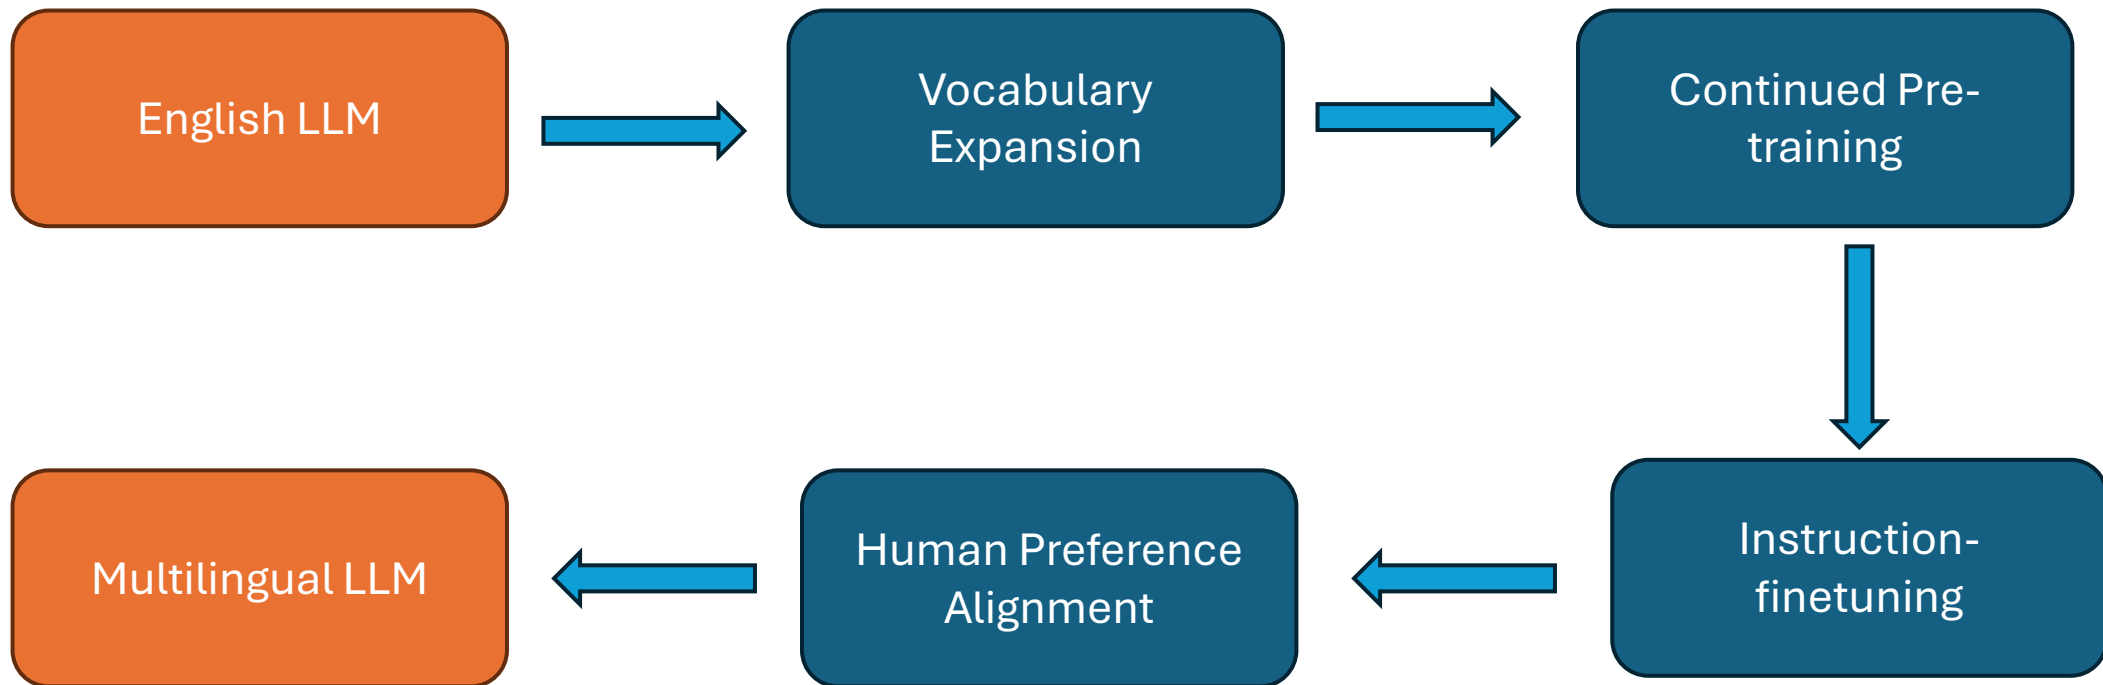 English LLM
Vocabulary
Expansion
Continued Pre-
training
Instruction-
finetuning
Human Preference
Alignment
Multilingual LLM